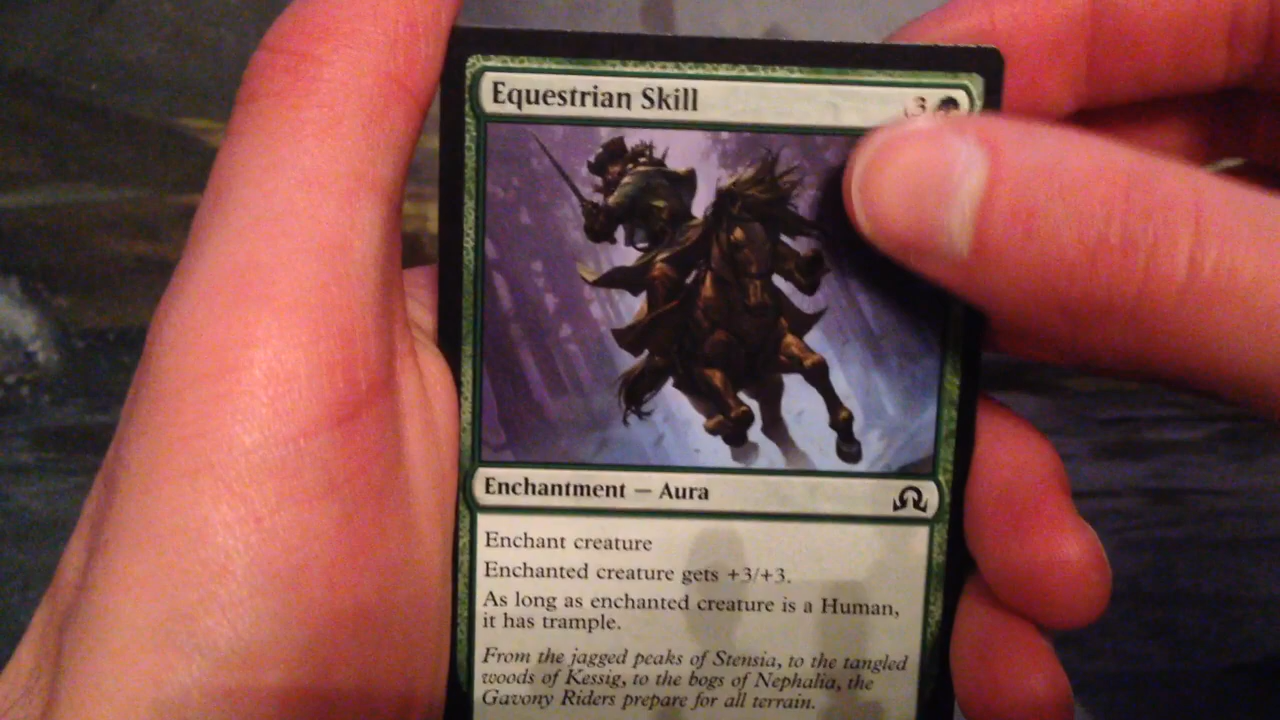 Equestrian Skill 3
Enchantment — Aura
Enchant creature
Enchanted creature gets +3/+3.
As long as enchanted creature is a Human,
it has trample.
From the jagged peaks of Stensia, to the tangled
woods of Kessig, to the bogs of Nephalia, the
Gavony Riders prepare for all terrain.